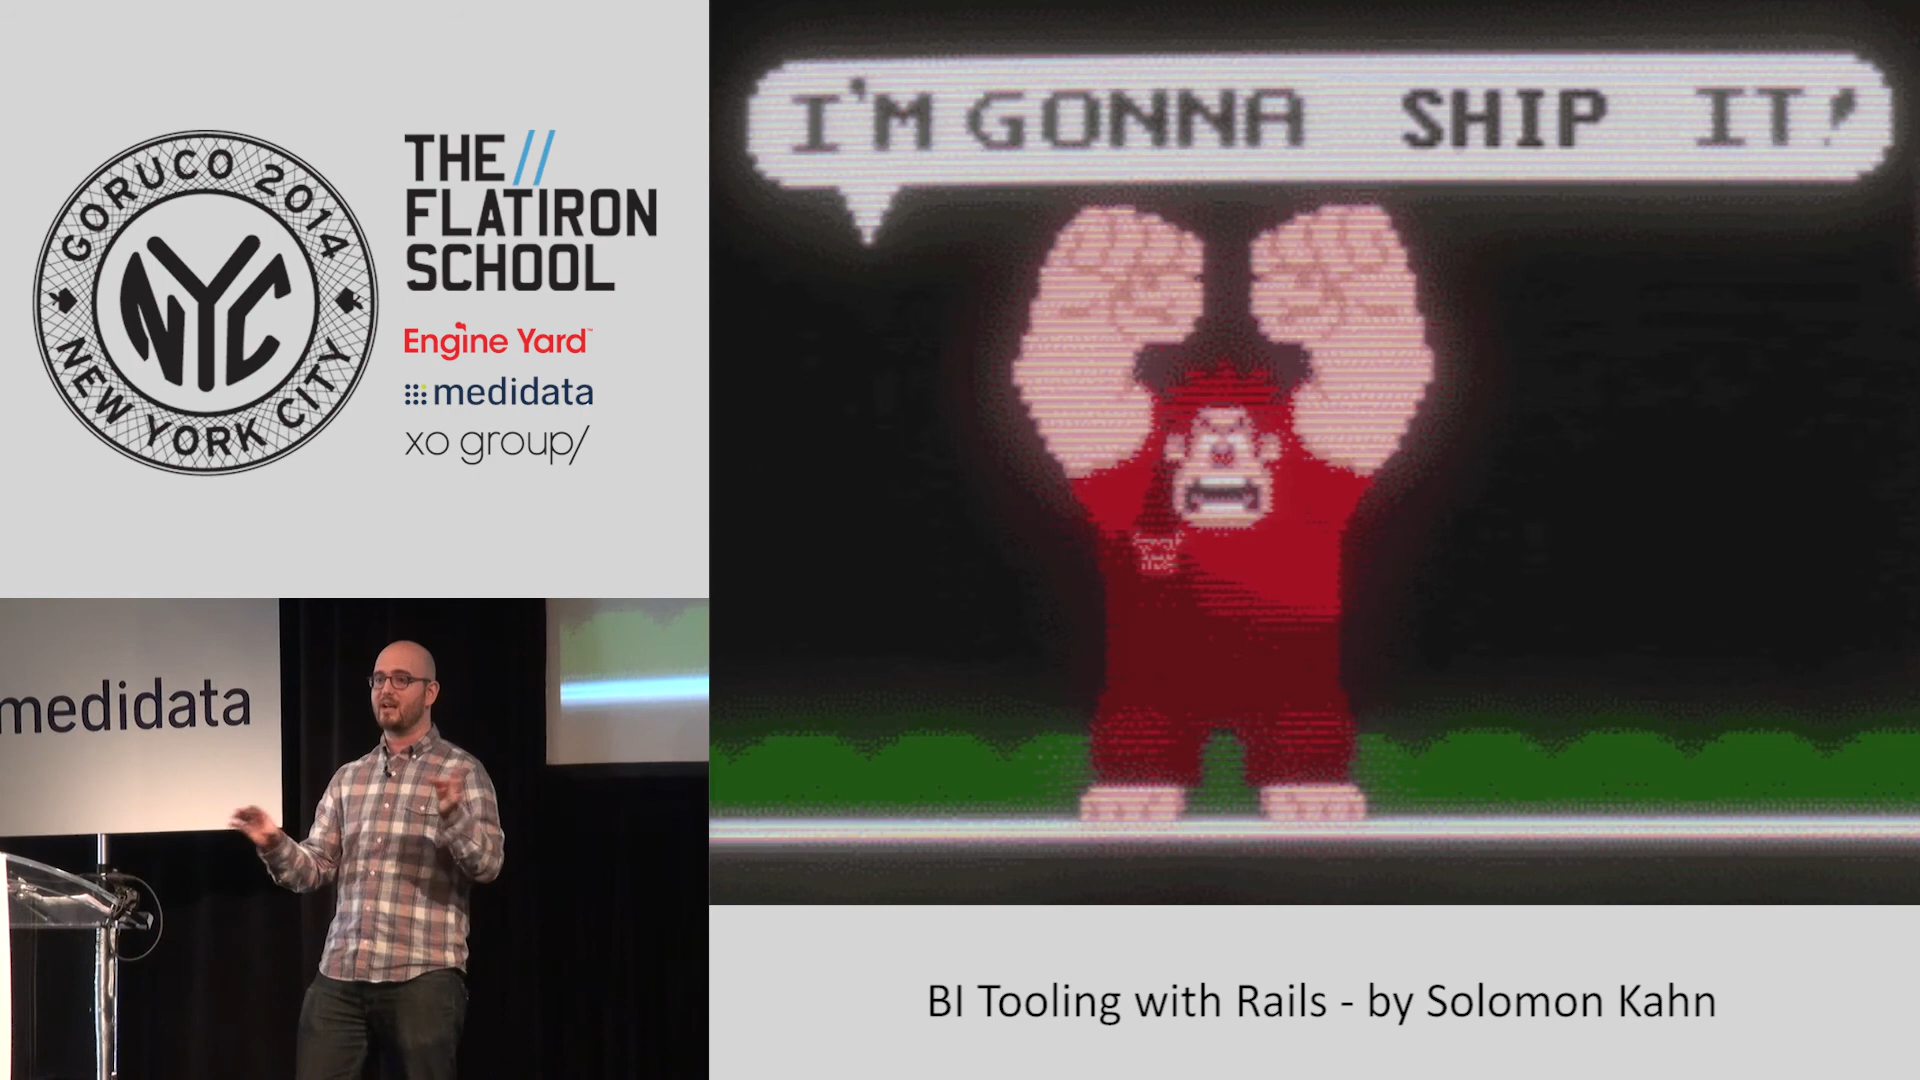 GORUCO 2014
NYC
NEW YORK CITY
THE //
FLATIRON
SCHOOL
Engine Yard™
medidata
xo group/
I'M GONNA SHIP IT!
medidata
BI Tooling with Rails - by Solomon Kahn